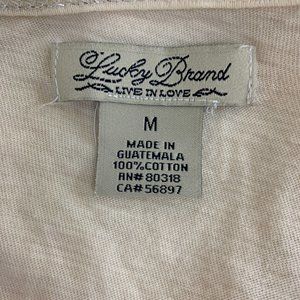 Lucky Brand
LIVE IN LOVE
M
MADE IN
GUATEMALA
100%COTTON
RN# 80318
CA# 56897